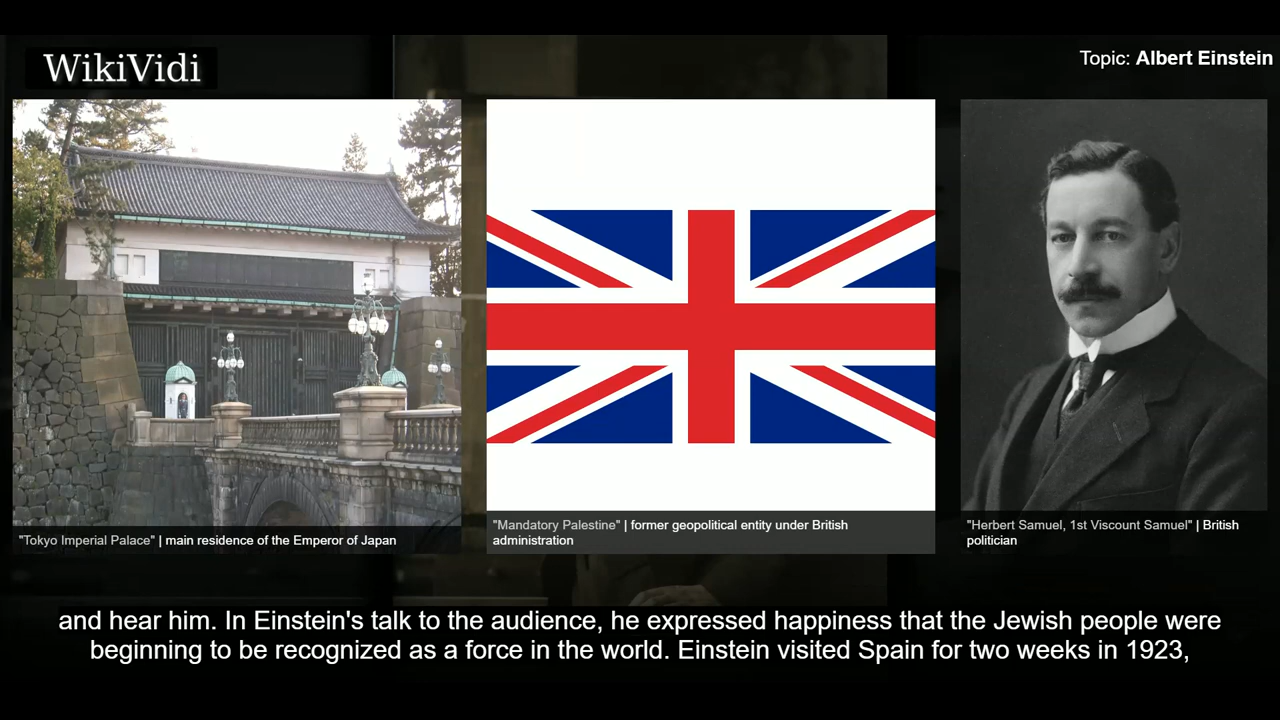 WikiVidi
Topic: Albert Einstein
"Tokyo Imperial Palace" | main residence of the Emperor of Japan
"Mandatory Palestine" | former geopolitical entity under British
administration
"Herbert Samuel, 1st Viscount Samuel" | British
politician
and hear him. In Einstein's talk to the audience, he expressed happiness that the Jewish people were
beginning to be recognized as a force in the world. Einstein visited Spain for two weeks in 1923,